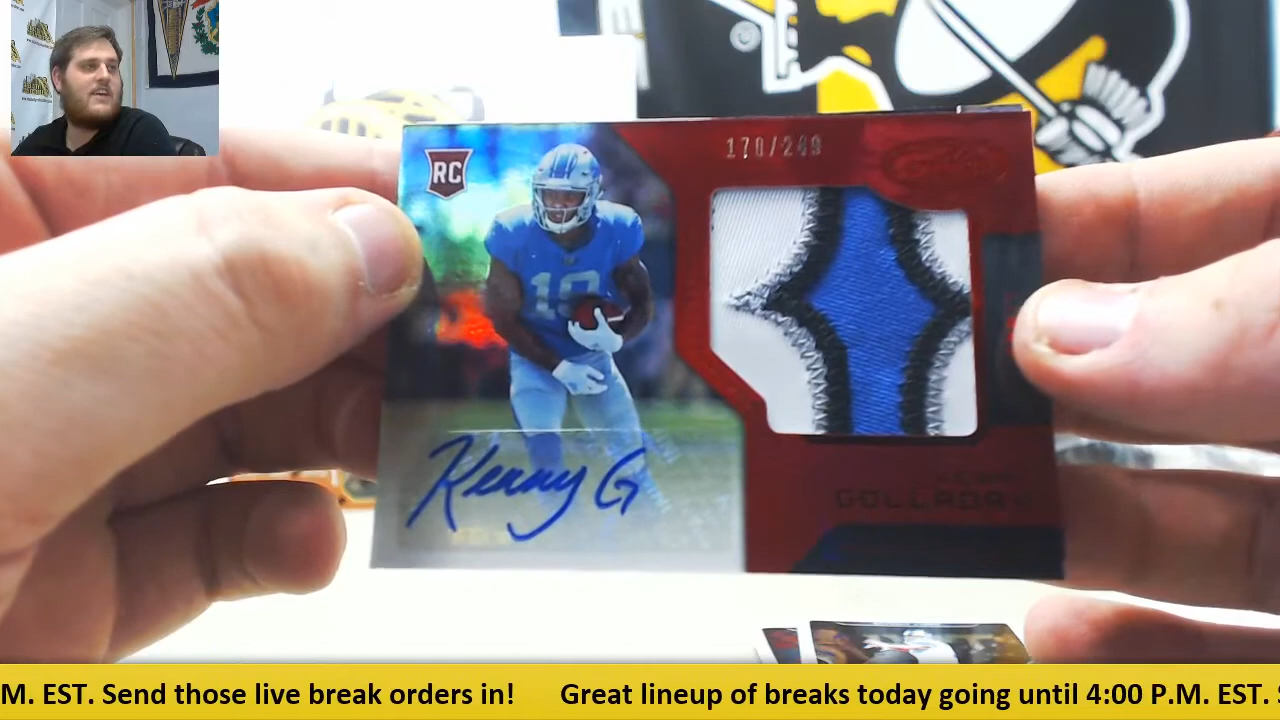 RC
170/249
19
Kenny G
GOLLADAY
M. EST. Send those live break orders in! Great lineup of breaks today going until 4:00 P.M. EST.